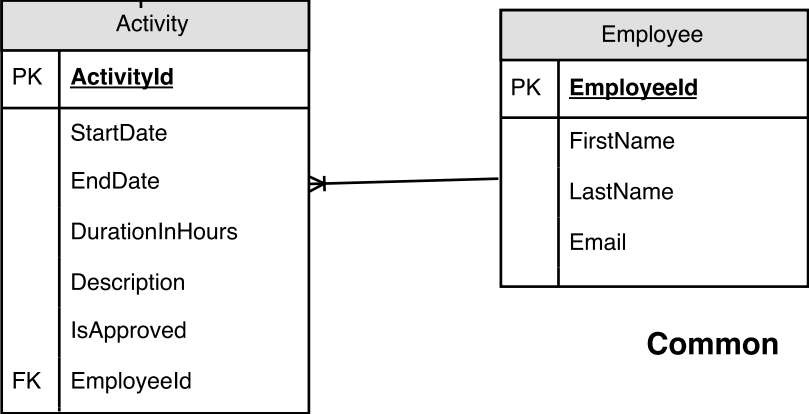 Activity
PK ActivityId
StartDate
EndDate
DurationInHours
Description
IsApproved
FK EmployeeId
Employee
PK EmployeeId
FirstName
LastName
Email
Common